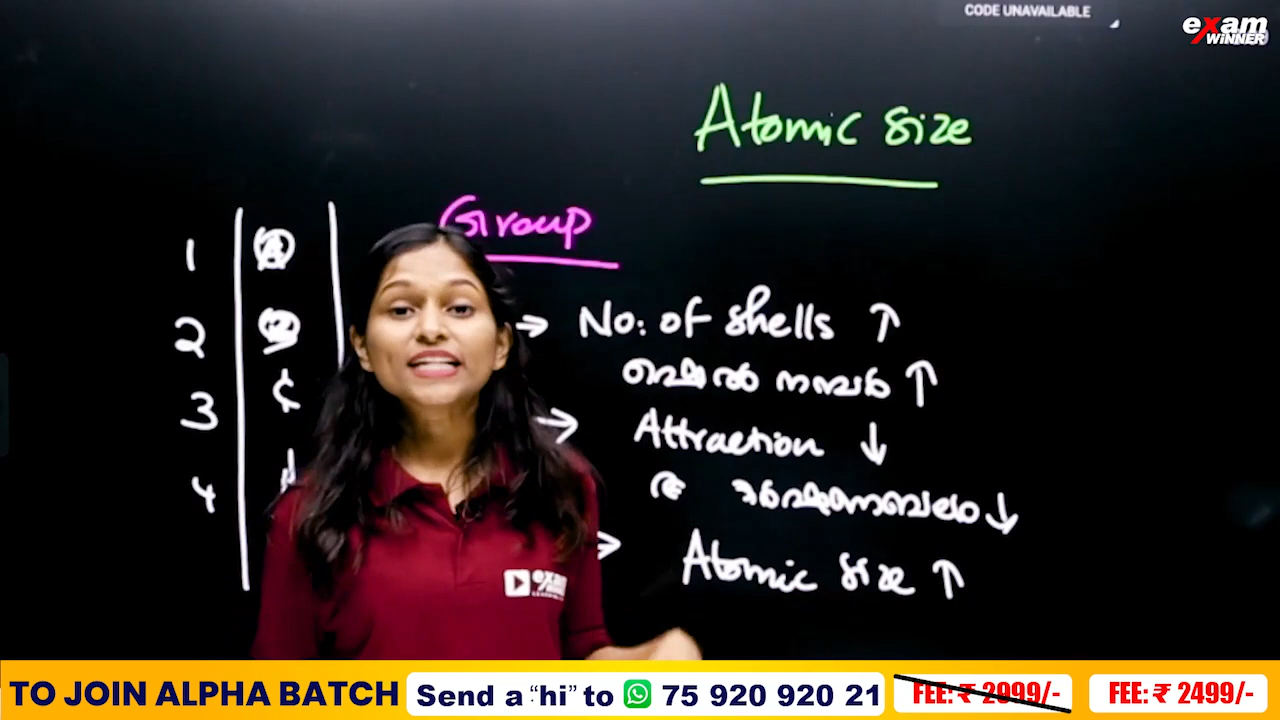 CODE UNAVAILABLE
exam
WiNNER
Atomic size
Group
1 A
2
3 C
4
→ No: of shells ↑
ഷെൽ നമ്പർ ↑
→ Attraction ↓
ആകർഷണബലം ↓
→ Atomic size ↑
exam
TO JOIN ALPHA BATCH
Send a “hi” to 75 920 920 21
FEE: ₹ 2999/-
FEE: ₹ 2499/-